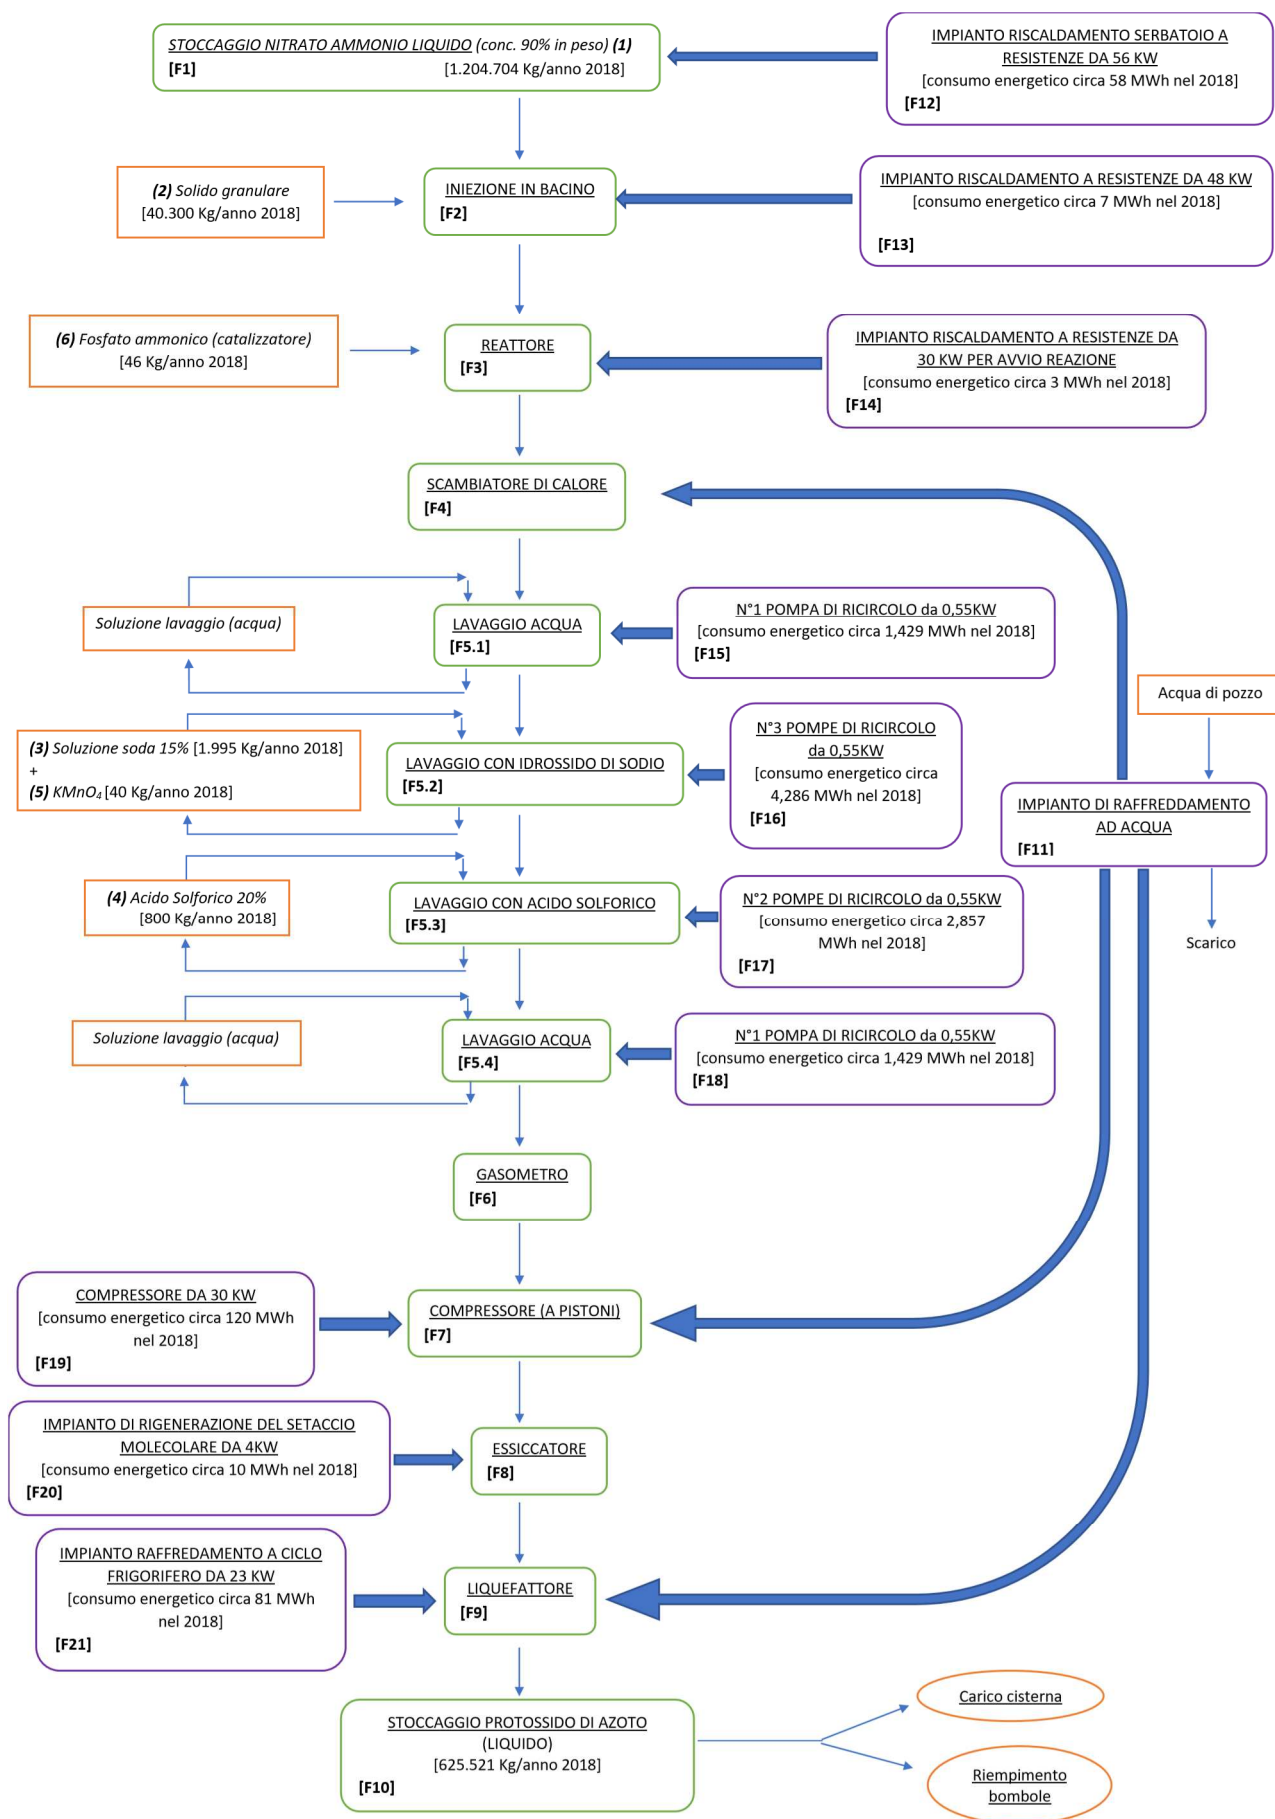 STOCCAGGIO NITRATO AMMONIO LIQUIDO (conc. 90% in peso) (1)
[F1] [1.204.704 Kg/anno 2018]
IMPIANTO RISCALDAMENTO SERBATOIO A
RESISTENZE DA 56 KW
[consumo energetico circa 58 MWh nel 2018]
[F12]
(2) Solido granulare
[40.300 Kg/anno 2018]
INIEZIONE IN BACINO
[F2]
IMPIANTO RISCALDAMENTO A RESISTENZE DA 48 KW
[consumo energetico circa 7 MWh nel 2018]
[F13]
(6) Fosfato ammonico (catalizzatore)
[46 Kg/anno 2018]
REATTORE
[F3]
IMPIANTO RISCALDAMENTO A RESISTENZE DA
30 KW PER AVVIO REAZIONE
[consumo energetico circa 3 MWh nel 2018]
[F14]
SCAMBIATORE DI CALORE
[F4]
Soluzione lavaggio (acqua)
LAVAGGIO ACQUA
[F5.1]
N°1 POMPA DI RICIRCOLO da 0,55KW
[consumo energetico circa 1,429 MWh nel 2018]
[F15]
Acqua di pozzo
(3) Soluzione soda 15% [1.995 Kg/anno 2018]
+
(5) KMnO₄ [40 Kg/anno 2018]
LAVAGGIO CON IDROSSIDO DI SODIO
[F5.2]
N°3 POMPE DI RICIRCOLO
da 0,55KW
[consumo energetico circa
4,286 MWh nel 2018]
[F16]
IMPIANTO DI RAFFREDDAMENTO
AD ACQUA
[F11]
(4) Acido Solforico 20%
[800 Kg/anno 2018]
LAVAGGIO CON ACIDO SOLFORICO
[F5.3]
N°2 POMPE DI RICIRCOLO da 0,55KW
[consumo energetico circa 2,857
MWh nel 2018]
[F17]
Scarico
Soluzione lavaggio (acqua)
LAVAGGIO ACQUA
[F5.4]
N°1 POMPA DI RICIRCOLO da 0,55KW
[consumo energetico circa 1,429 MWh nel 2018]
[F18]
GASOMETRO
[F6]
COMPRESSORE DA 30 KW
[consumo energetico circa 120 MWh
nel 2018]
[F19]
COMPRESSORE (A PISTONI)
[F7]
IMPIANTO DI RIGENERAZIONE DEL SETACCIO
MOLECOLARE DA 4KW
[consumo energetico circa 10 MWh nel 2018]
[F20]
ESSICCATORE
[F8]
IMPIANTO RAFFREDAMENTO A CICLO
FRIGORIFERO DA 23 KW
[consumo energetico circa 81 MWh
nel 2018]
[F21]
LIQUEFATTORE
[F9]
STOCCAGGIO PROTOSSIDO DI AZOTO
(LIQUIDO)
[625.521 Kg/anno 2018]
[F10]
Carico cisterna
Riempimento
bombole